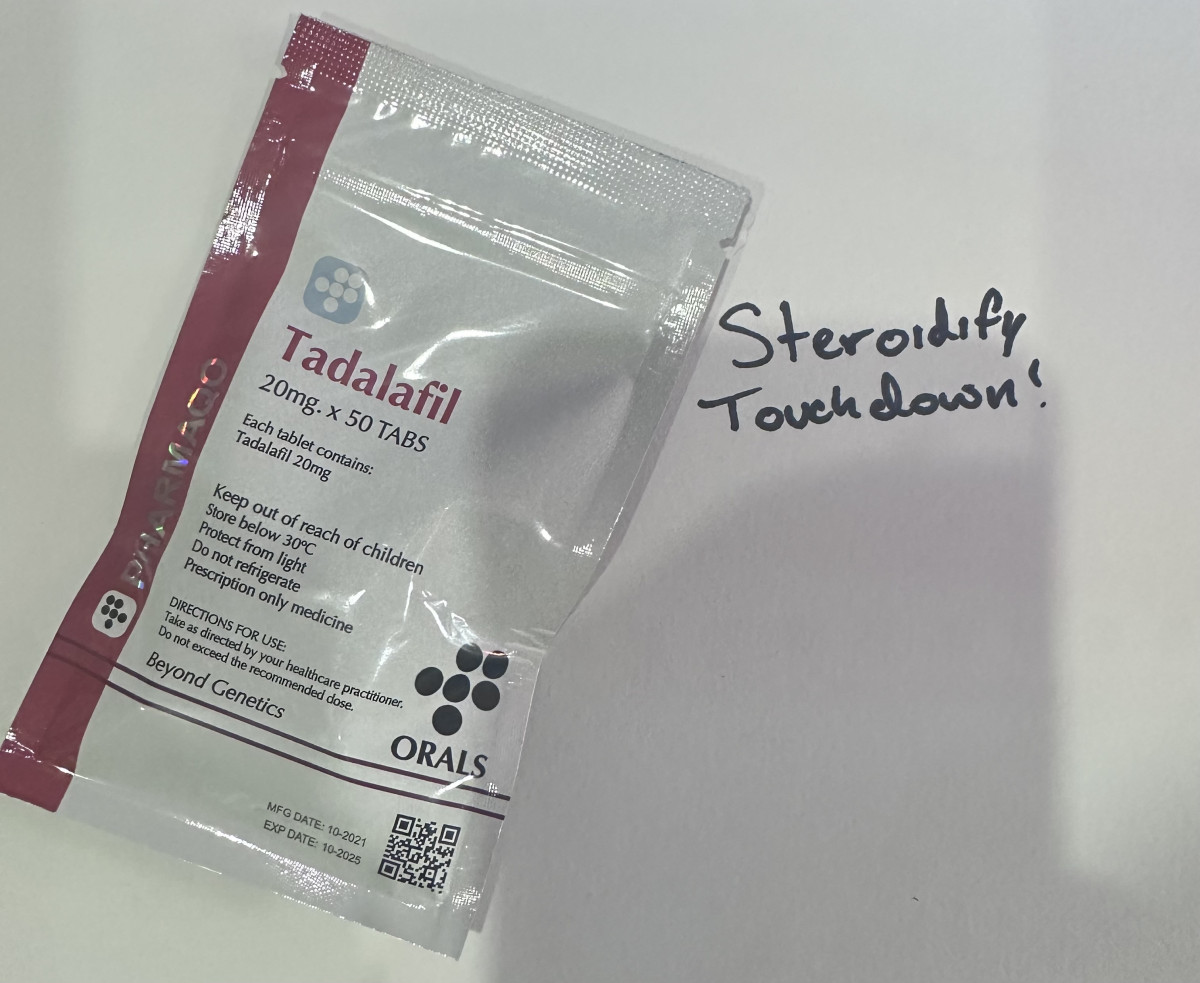 PHARMAQO
Tadalafil
20mg. x 50 TABS
Each tablet contains:
Tadalafil 20mg
Keep out of reach of children
Store below 30ºC
Protect from light
Do not refrigerate
Prescription only medicine
DIRECTIONS FOR USE:
Take as directed by your healthcare practitioner.
Do not exceed the recommended dose.
Beyond Genetics
ORALS
MFG DATE: 10-2021
EXP DATE: 10-2025
Steroidify
Touchdown!